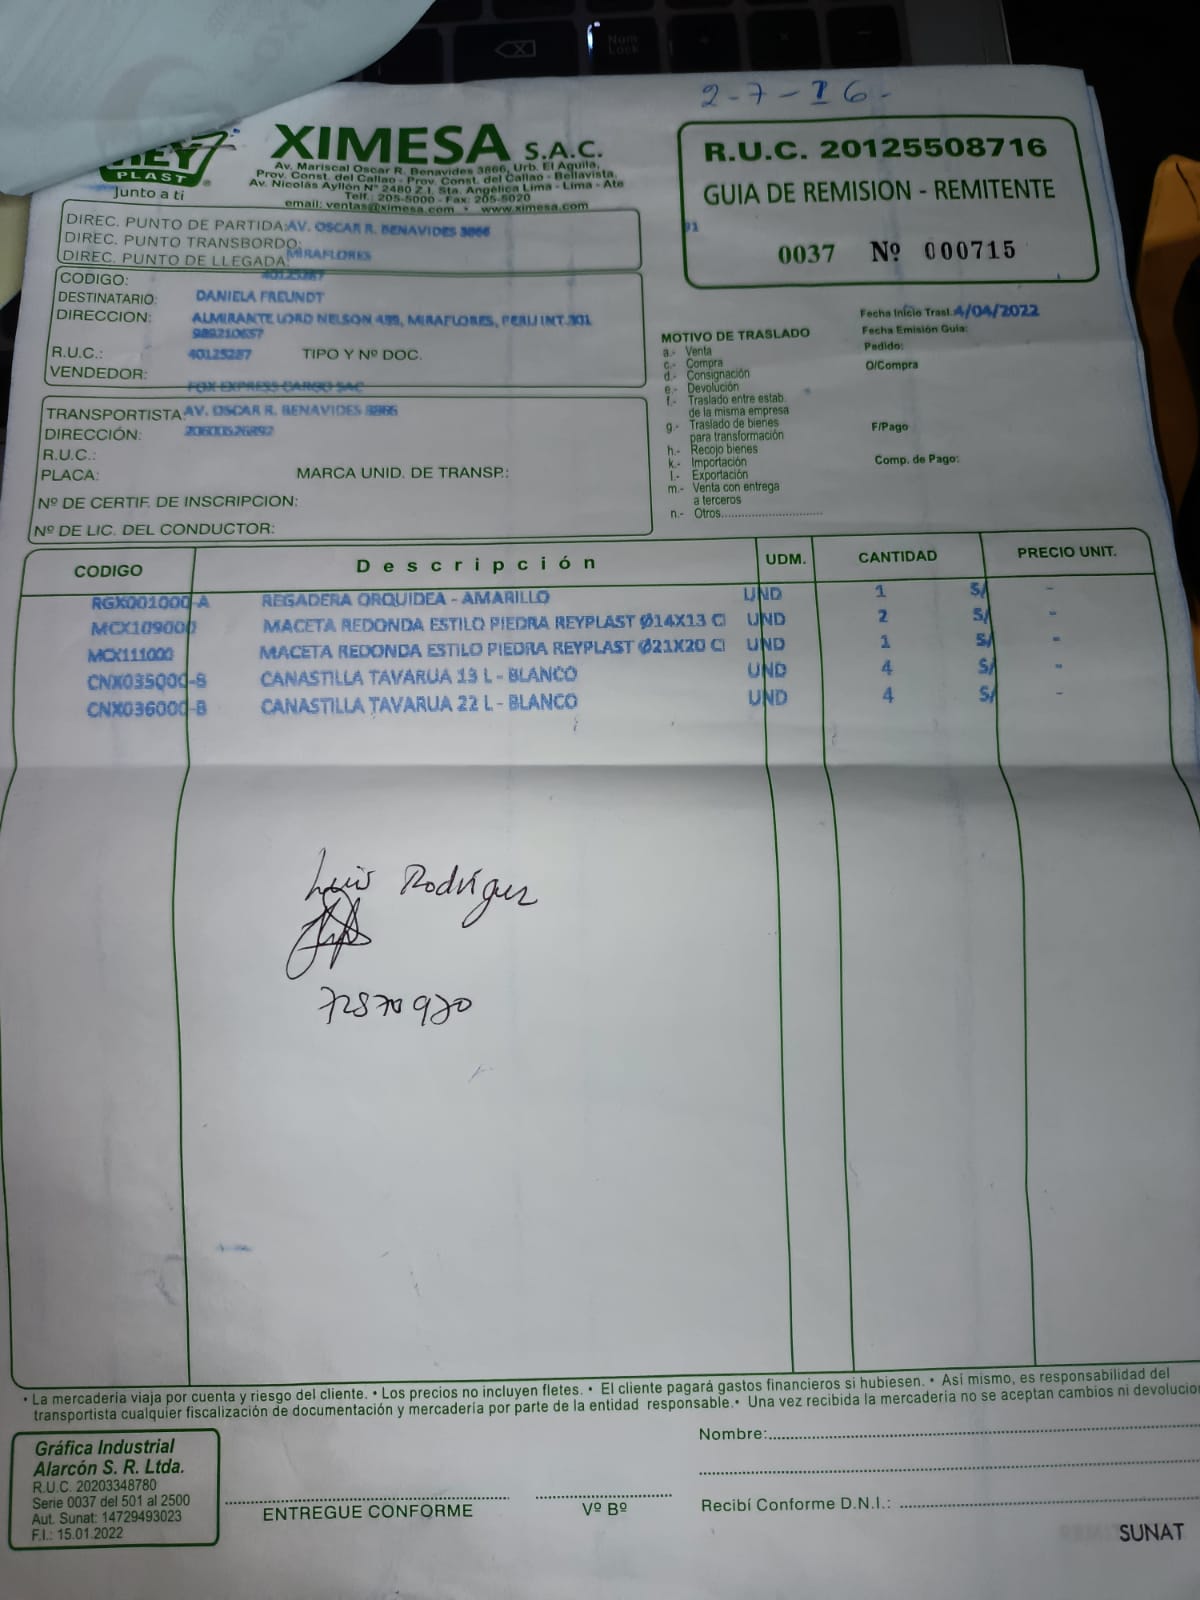 Num
Lock
2-7-26-
REY
PLAST
Junto a ti
XIMESA S.A.C.
Av. Mariscal Oscar R. Benavides 3866, Urb. El Aguila,
Prov. Const. del Callao - Prov. Const. del Callao - Bellavista,
Av. Nicolás Ayllón Nº 2480 Z.I. Sta. Angélica Lima - Lima - Ate
Telf.: 205-5000 - Fax: 205-5020
email: ventas@ximesa.com • www.ximesa.com
R.U.C. 20125508716
GUIA DE REMISION - REMITENTE
0037 Nº 000715
DIREC. PUNTO DE PARTIDA: AV. OSCAR R. BENAVIDES 3866
DIREC. PUNTO TRANSBORDO:
DIREC. PUNTO DE LLEGADA: MIRAFLORES
CODIGO: 40125287
DESTINATARIO: DANIELA FREUNDT
DIRECCION: ALMIRANTE LORD NELSON 439, MIRAFLORES, PERU INT.301
989210657
R.U.C.: 40125287 TIPO Y Nº DOC.
VENDEDOR:
FOX EXPRESS CARGO SAC
TRANSPORTISTA: AV. OSCAR R. BENAVIDES 3866
DIRECCIÓN: 20600526892
R.U.C.:
PLACA: MARCA UNID. DE TRANSP.:
Nº DE CERTIF. DE INSCRIPCION:
Nº DE LIC. DEL CONDUCTOR:
MOTIVO DE TRASLADO
a.- Venta
c.- Compra
d.- Consignación
e.- Devolución
f.- Traslado entre estab.
de la misma empresa
g.- Traslado de bienes
para transformación
h.- Recojo bienes
k.- Importación
l.- Exportación
m.- Venta con entrega
a terceros
n.- Otros........................
Fecha Inicio Trasl. 4/04/2022
Fecha Emisión Guia:
Pedido:
O/Compra
F/Pago
Comp. de Pago:
CODIGO Descripción UDM. CANTIDAD PRECIO UNIT.
RGX001000-A REGADERA ORQUIDEA - AMARILLO UND 1 S/ -
MCX109000 MACETA REDONDA ESTILO PIEDRA REYPLAST Ø14X13 C UND 2 S/ -
MCX111000 MACETA REDONDA ESTILO PIEDRA REYPLAST Ø21X20 C UND 1 S/ -
CNX035000-B CANASTILLA TAVARUA 13 L - BLANCO UND 4 S/ -
CNX036000-B CANASTILLA TAVARUA 22 L - BLANCO UND 4 S/ -
Luis Rodríguez
72870920
• La mercadería viaja por cuenta y riesgo del cliente. • Los precios no incluyen fletes. • El cliente pagará gastos financieros si hubiesen. • Así mismo, es responsabilidad del
transportista cualquier fiscalización de documentación y mercadería por parte de la entidad responsable. • Una vez recibida la mercadería no se aceptan cambios ni devolucio
Gráfica Industrial
Alarcón S. R. Ltda.
R.U.C. 20203348780
Serie 0037 del 501 al 2500
Aut. Sunat: 14729493023
F.I.: 15.01.2022
ENTREGUE CONFORME
Vº Bº
Nombre:
Recibí Conforme D.N.I.:
SUNAT